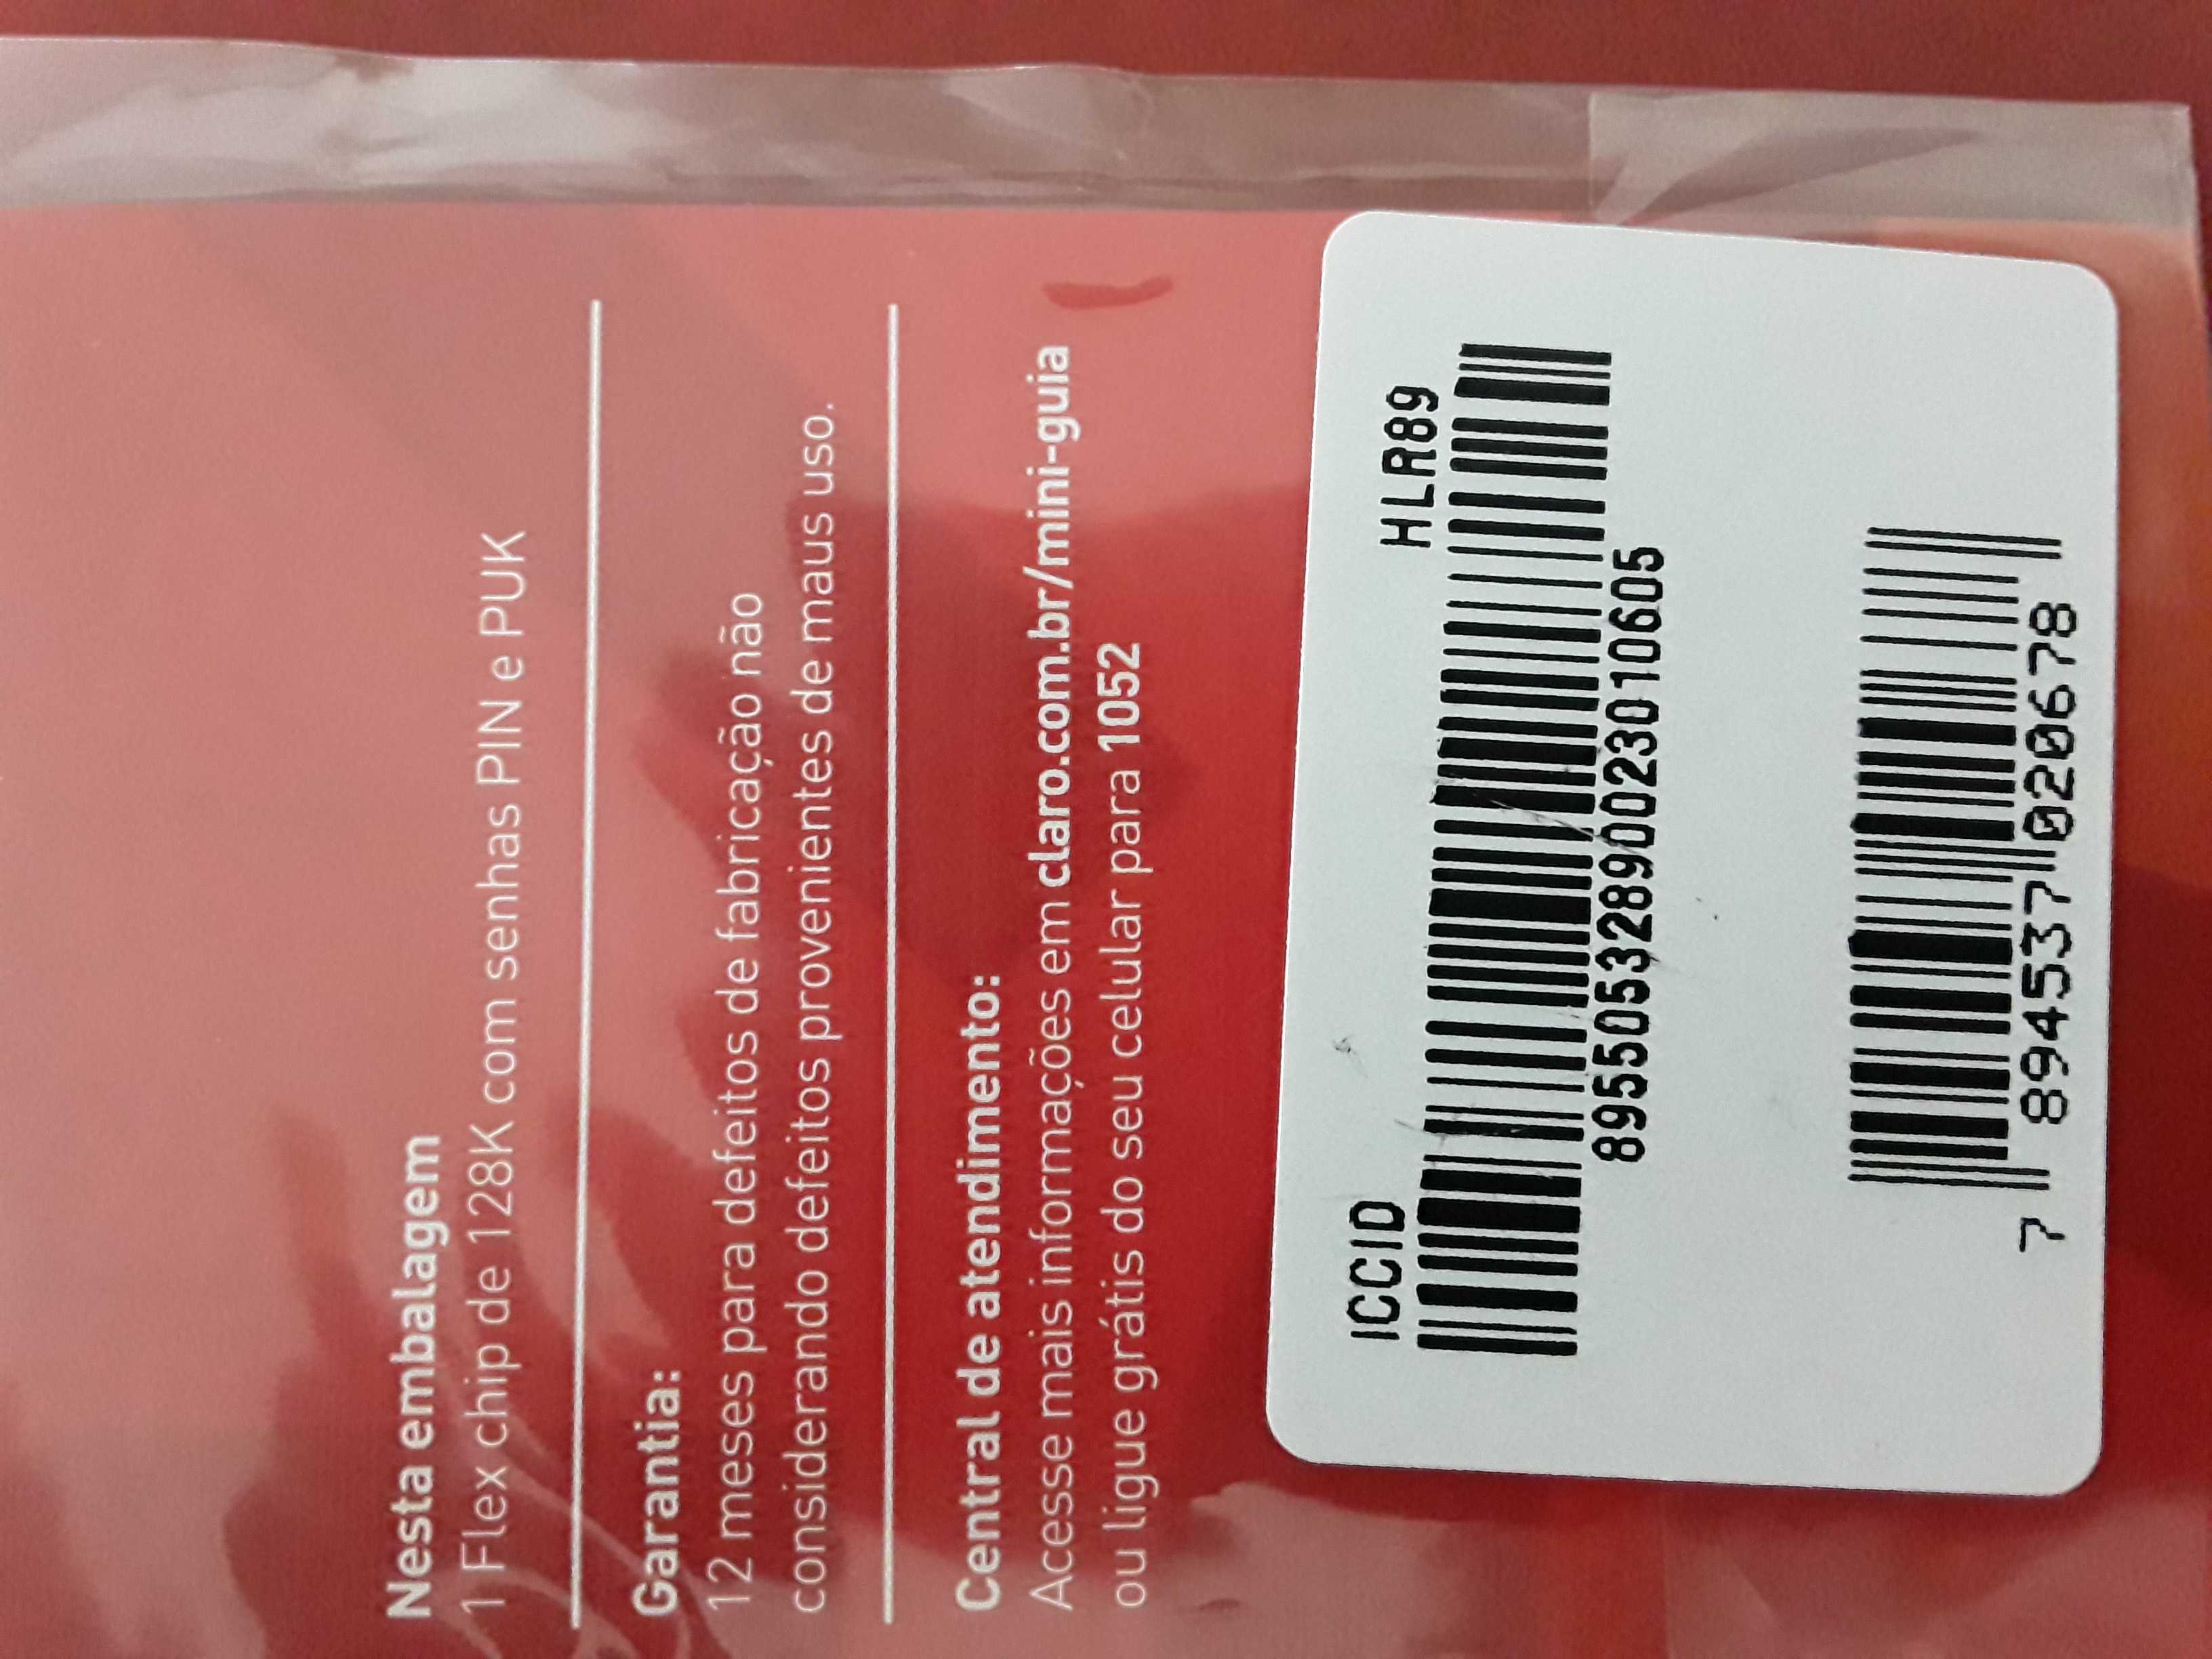 Nesta embalagem
1 Flex chip de 128K com senhas PIN e PUK
Garantia:
12 meses para defeitos de fabricação não
considerando defeitos provenientes de maus uso.
Central de atendimento:
Acesse mais informações em claro.com.br/mini-guia
ou ligue grátis do seu celular para 1052
ICCID HLR89
89550532890023010605
7 894537 020678